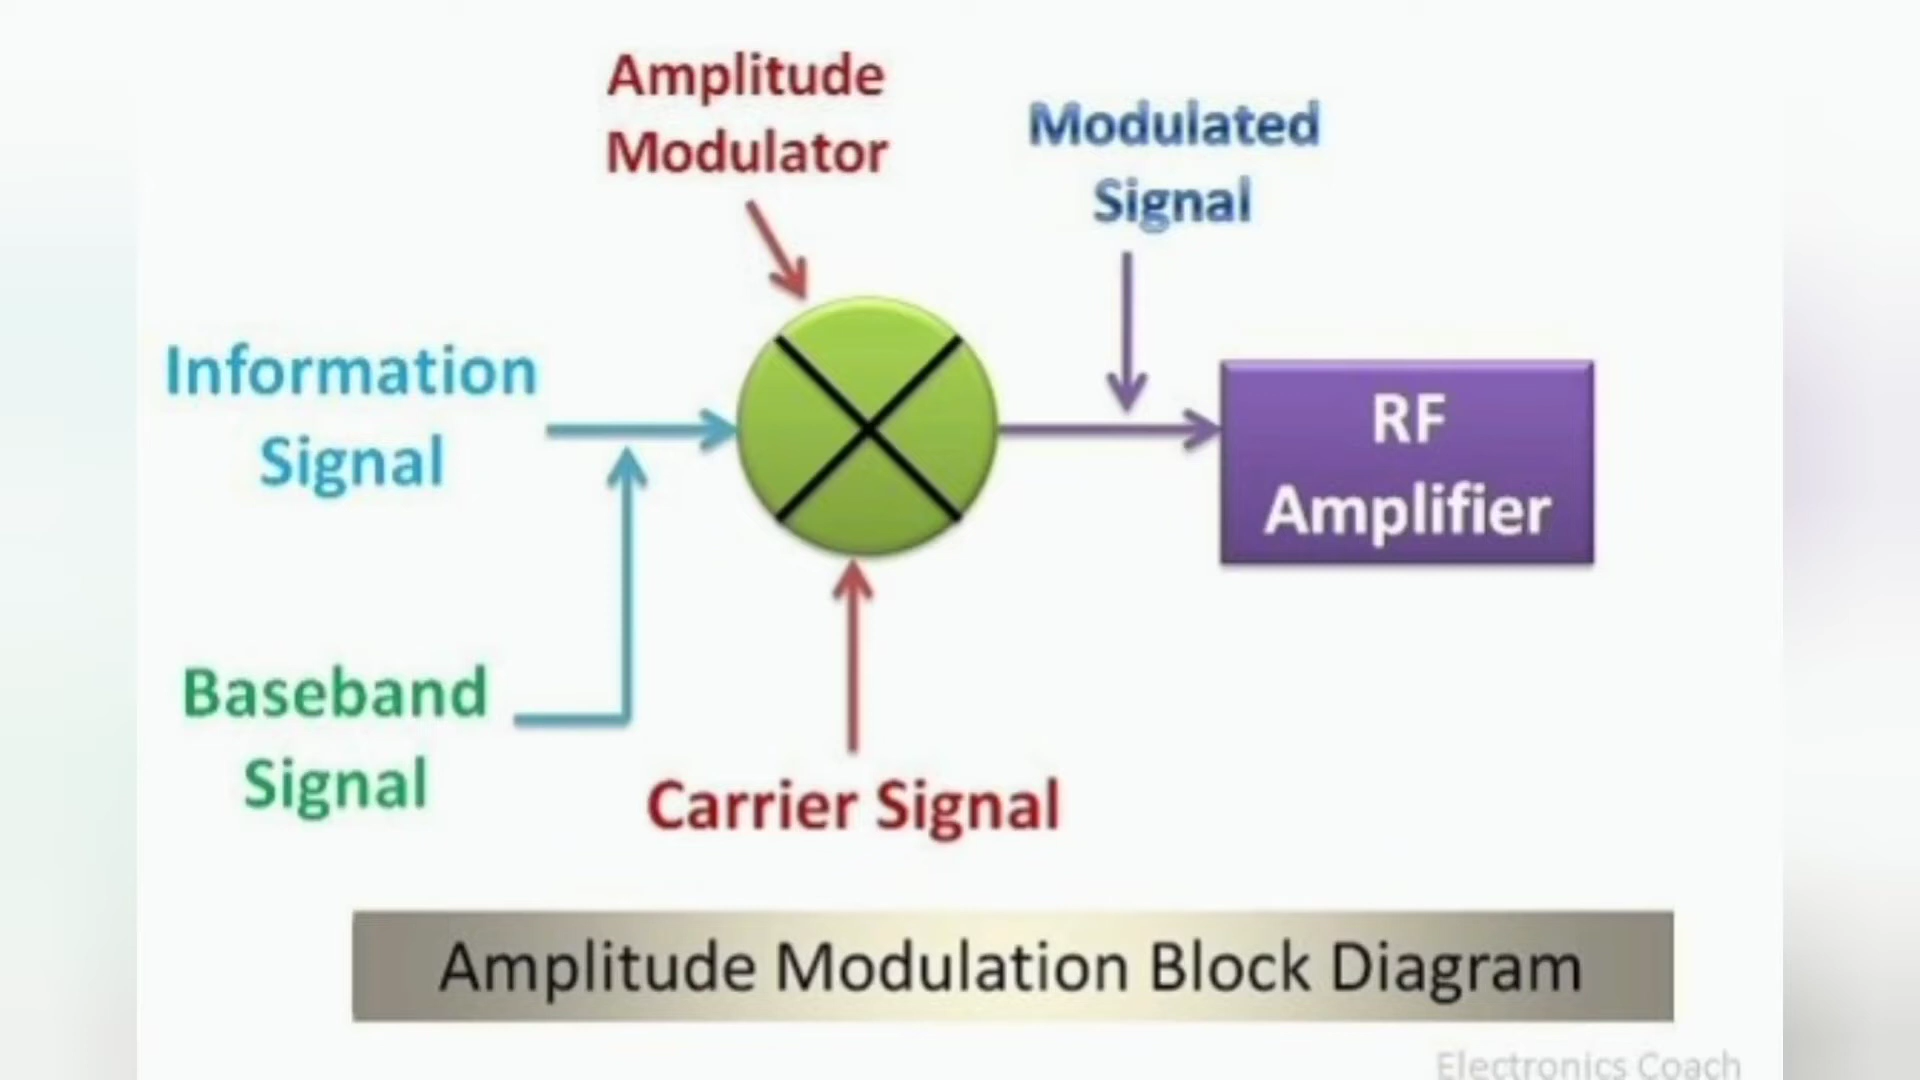 Amplitude
Modulator
Modulated
Signal
Information
Signal
RF
Amplifier
Baseband
Signal
Carrier Signal
Amplitude Modulation Block Diagram
Electronics Coach